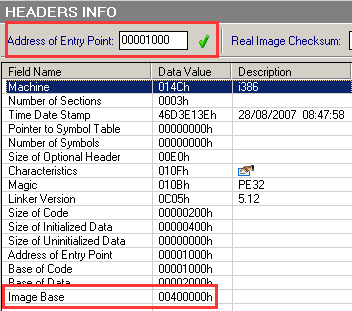 HEADERS INFO
Address of Entry Point: 00001000 Real Image Checksum:
Field Name Data Value Description
Machine 014Ch i386
Number of Sections 0003h
Time Date Stamp 46D3E13Eh 28/08/2007 08:47:58
Pointer to Symbol Table 00000000h
Number of Symbols 00000000h
Size of Optional Header 00E0h
Characteristics 010Fh
Magic 010Bh PE32
Linker Version 0C05h 5.12
Size of Code 00000200h
Size of Initialized Data 00000400h
Size of Uninitialized Data 00000000h
Address of Entry Point 00001000h
Base of Code 00001000h
Base of Data 00002000h
Image Base 00400000h